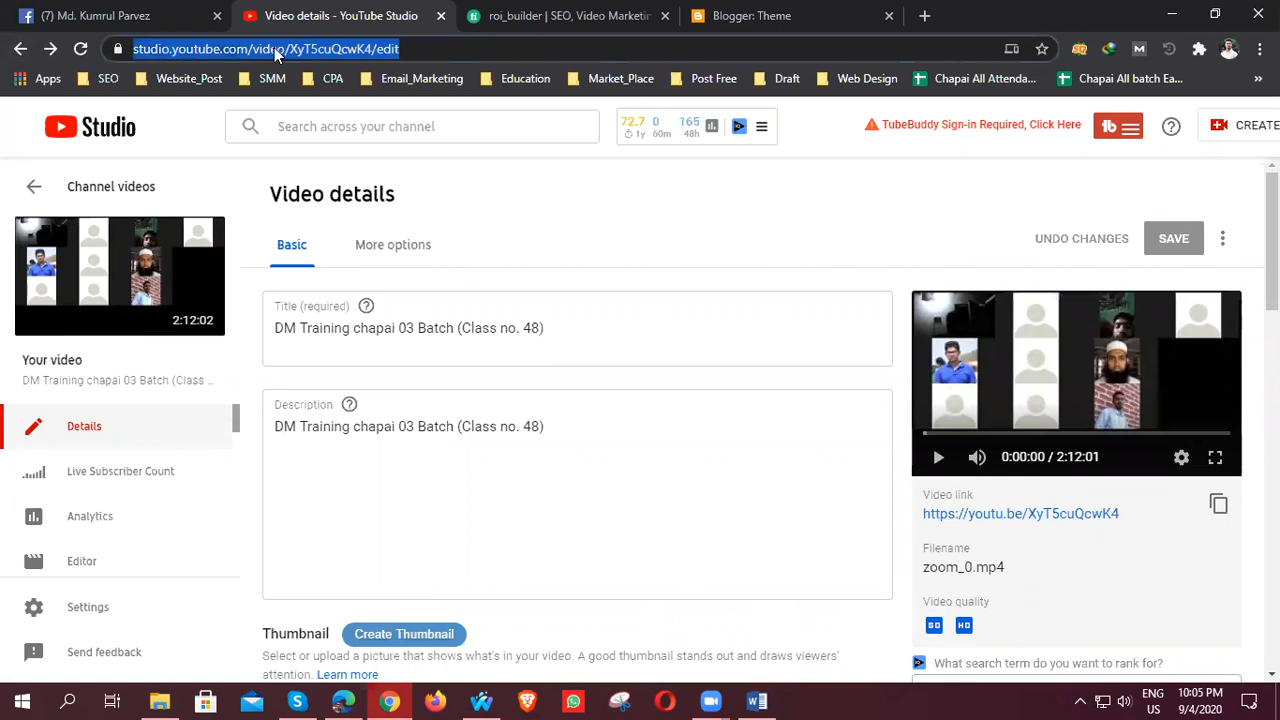 (7) Md. Kumrul Parvez
Video details - YouTube Studio
roi_builder | SEO, Video Marketin
Blogger: Theme
studio.youtube.com/video/XyT5cuQcwK4/edit
Apps SEO Website_Post SMM CPA Email_Marketing Education Market_Place Post Free Draft Web Design Chapai All Attenda... Chapai All batch Ea...
Studio
Search across your channel
72.7 0 165
1y 60m 48h
TubeBuddy Sign-in Required, Click Here
tb
CREATE
Channel videos
2:12:02
Your video
DM Training chapai 03 Batch (Class ...
Details
Live Subscriber Count
Analytics
Editor
Settings
Send feedback
Video details
Basic More options
UNDO CHANGES SAVE
Title (required)
DM Training chapai 03 Batch (Class no. 48)
Description
DM Training chapai 03 Batch (Class no. 48)
Thumbnail Create Thumbnail
Select or upload a picture that shows what's in your video. A good thumbnail stands out and draws viewers'
attention. Learn more
0:00:00 / 2:12:01
Video link
https://youtu.be/XyT5cuQcwK4
Filename
zoom_0.mp4
Video quality
SD HD
What search term do you want to rank for?
ENG
US
10:05 PM
9/4/2020